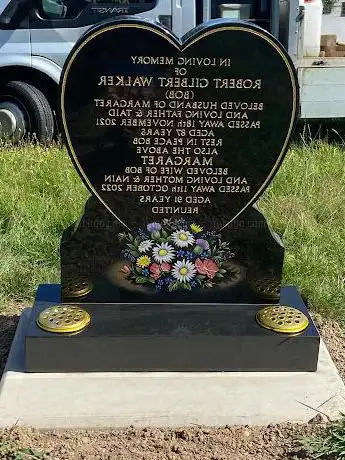 TRANSIT
IN LOVING MEMORY
OF
ROBERT GILBERT WALKER
(BOB)
BELOVED HUSBAND OF MARGARET
AND LOVING FATHER & TAID
PASSED AWAY 18th NOVEMBER 2021
AGED 87 YEARS
REST IN PEACE BOB
ALSO THE ABOVE
MARGARET
BELOVED WIFE OF BOB
AND LOVING MOTHER & NAIN
PASSED AWAY 11th OCTOBER 2022
AGED 91 YEARS
REUNITED